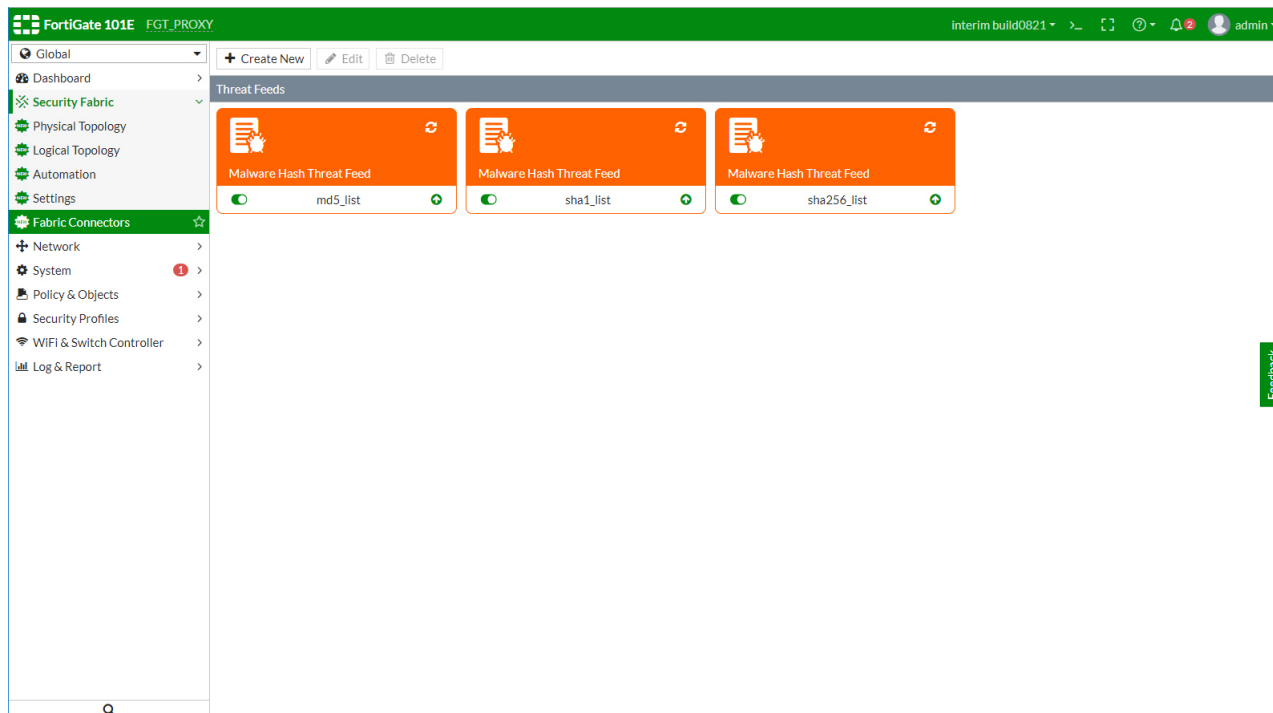 FortiGate 101E FGT_PROXY interim build0821 >_ 2 admin
Global
Dashboard
Security Fabric
Physical Topology
Logical Topology
Automation
Settings
Fabric Connectors
Network
System 1
Policy & Objects
Security Profiles
WiFi & Switch Controller
Log & Report
+ Create New Edit Delete
Threat Feeds
Malware Hash Threat Feed
md5_list
Malware Hash Threat Feed
sha1_list
Malware Hash Threat Feed
sha256_list
Feedback